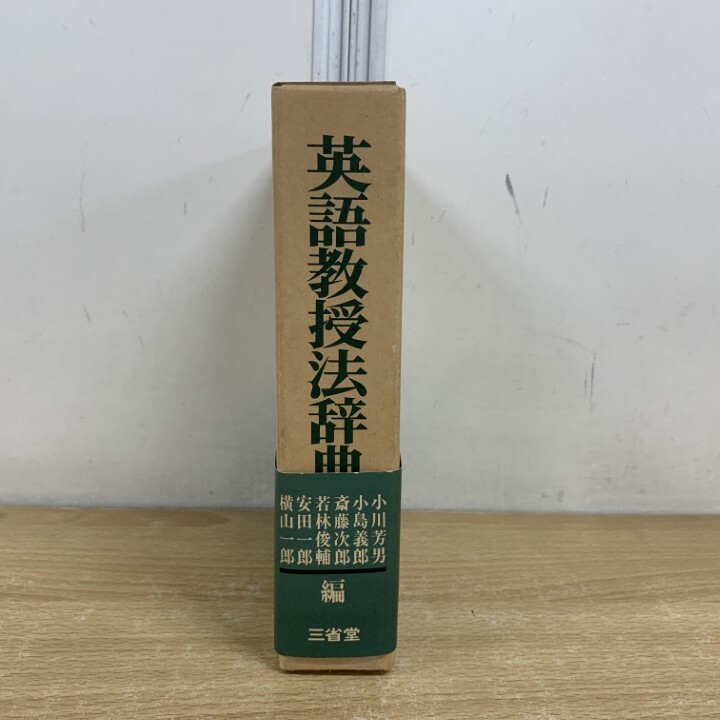 英語教授法辞典
小川芳男
小島義郎
斎藤次郎
若林俊輔
安田一郎
横山一郎
編
三省堂